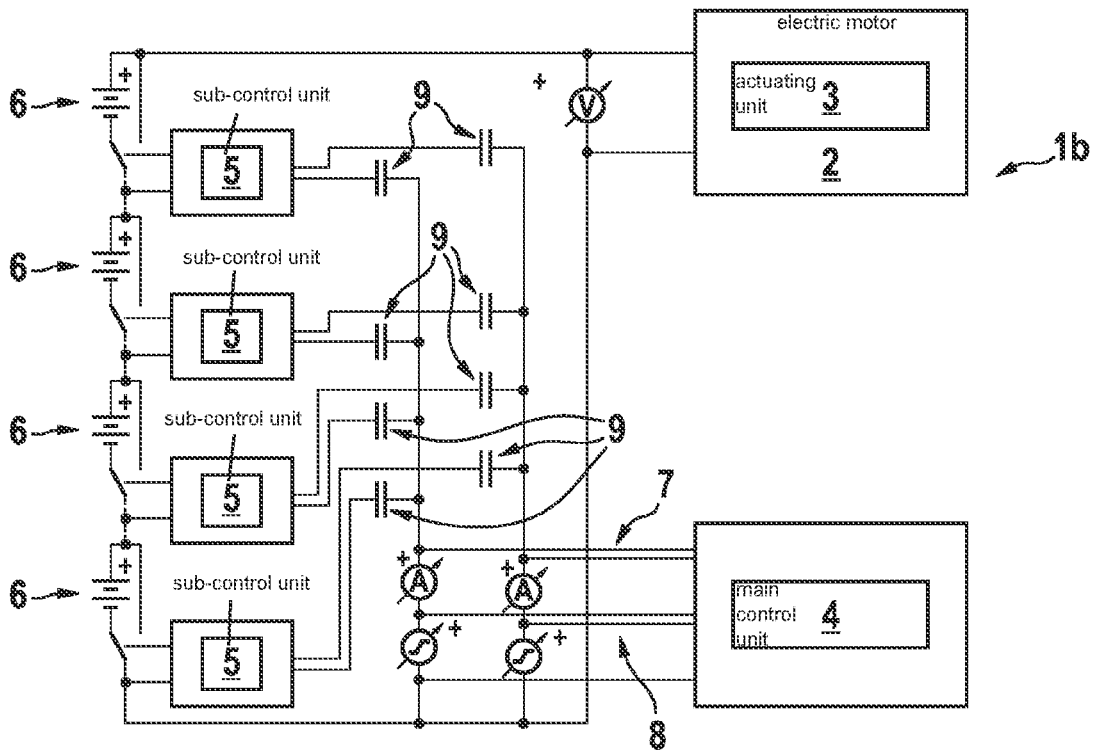 electric motor
actuating
unit
3
2
1b
6
+
sub-control unit
5
9
+
V
6
+
sub-control unit
5
9
6
+
sub-control unit
5
9
7
6
+
sub-control unit
5
+
A
+
A
+
+
main
control
unit
4
8